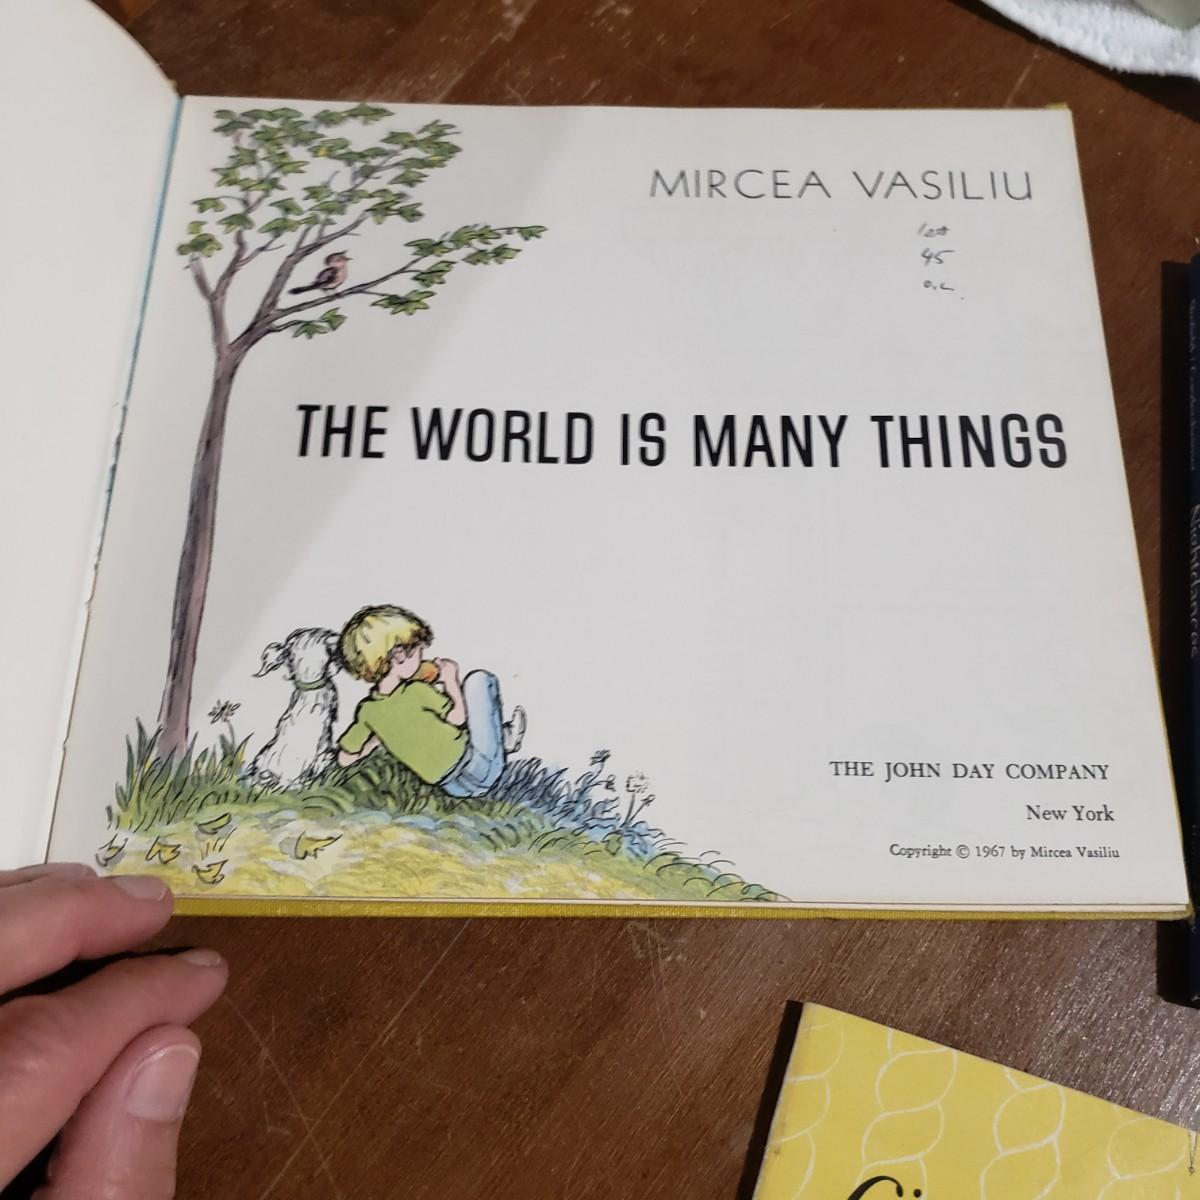 MIRCEA VASILIU
1st
45
THE WORLD IS MANY THINGS
THE JOHN DAY COMPANY
New York
Copyright © 1967 by Mircea Vasiliu